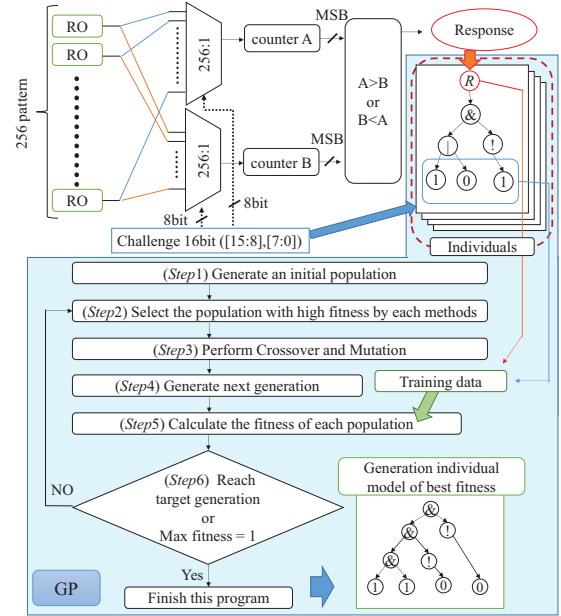 256 pattern
RO
RO
RO
256:1
256:1
counter A
counter B
MSB
MSB
A>B
or
B<A
8bit
8bit
Challenge 16bit ([15:8],[7:0])
Response
R
&
|
!
1
0
1
Individuals
(Step1) Generate an initial population
(Step2) Select the population with high fitness by each methods
(Step3) Perform Crossover and Mutation
(Step4) Generate next generation
Training data
(Step5) Calculate the fitness of each population
(Step6) Reach
target generation
or
Max fitness = 1
NO
Yes
Finish this program
GP
Generation individual
model of best fitness
&
&
!
&
!
1
1
0
0